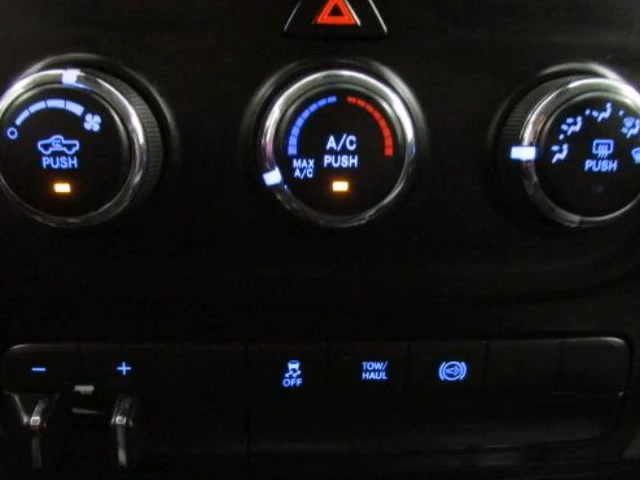 PUSH
A/C
PUSH
MAX
A/C
PUSH
- +
OFF
TOW/
HAUL